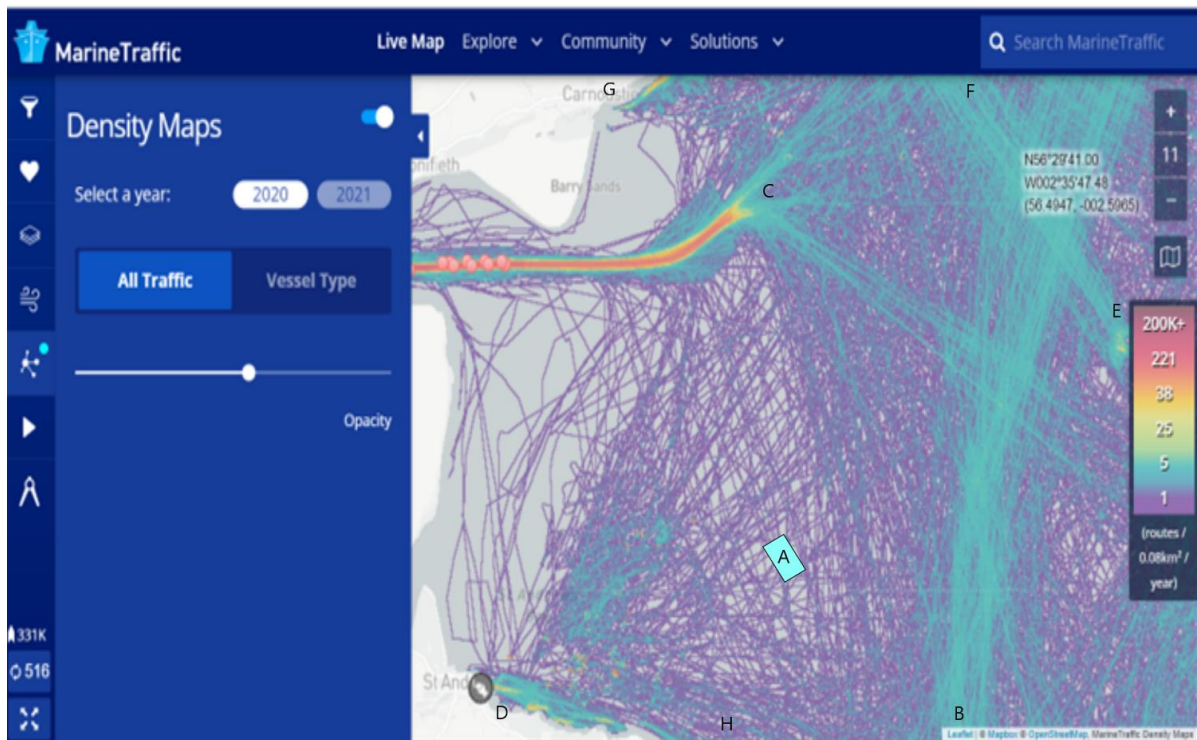 MarineTraffic
Live Map Explore Community Solutions
Search MarineTraffic
Density Maps
Select a year: 2020 2021
All Traffic Vessel Type
Opacity
331K
516
G
F
C
E
A
D
H
B
Barry Sands
St And
N56°29'41.00
W002°35'47.48
(56.4947, -002.5965)
+
11
−
200K+
221
38
25
5
1
(routes /
0.08km² /
year)
Leaflet | © Mapbox © OpenStreetMap, MarineTraffic Density Maps